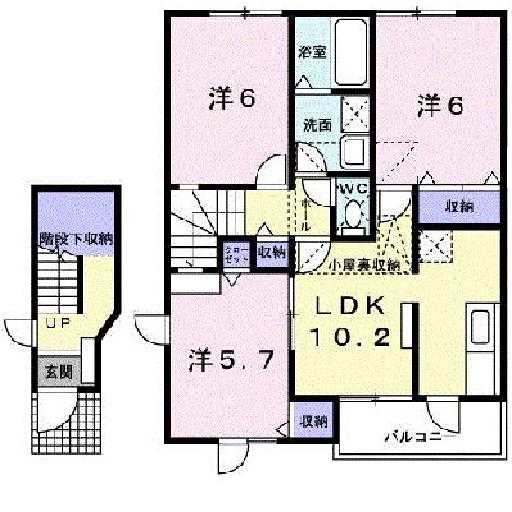 洋6
浴室
洗面
洋6
WC
ホール
収納
階段下収納
クローゼット
収納
小屋裏収納
LDK
10.2
UP
洋5.7
玄関
収納
バルコニー